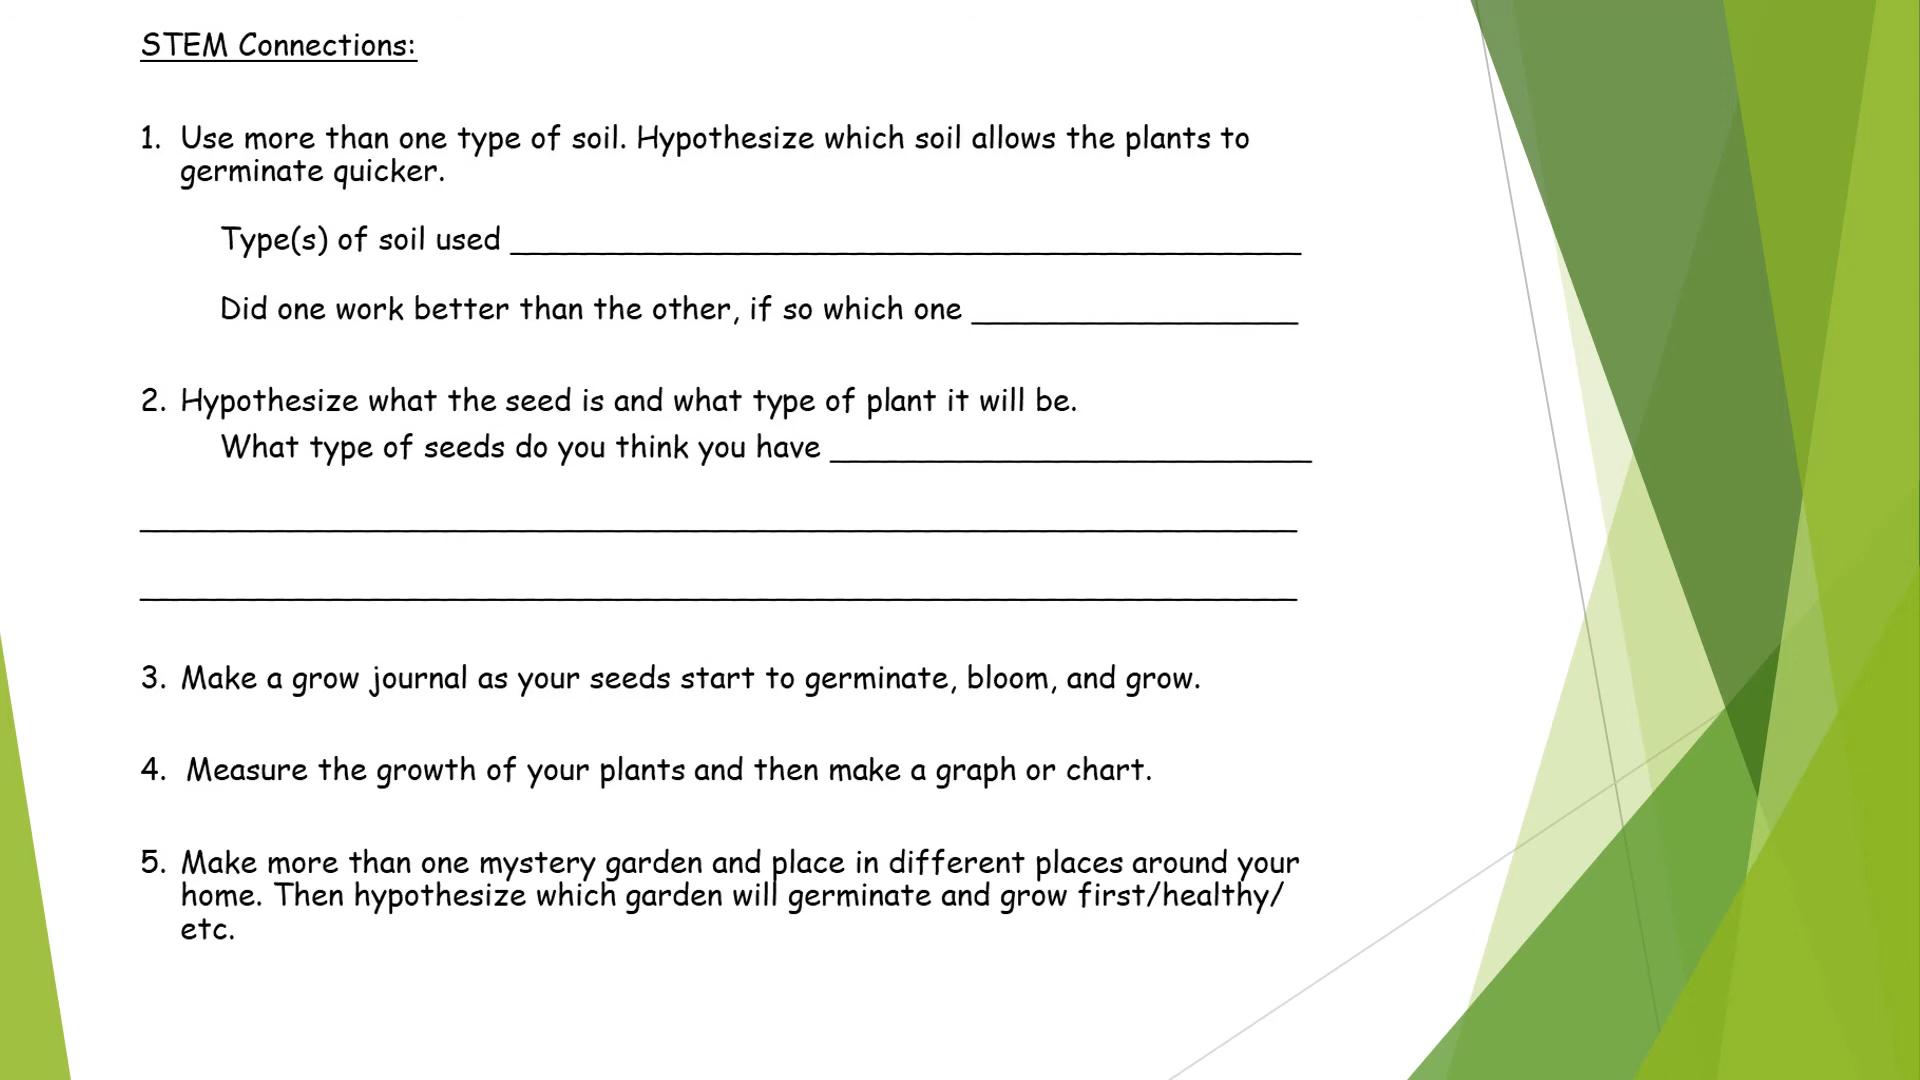 STEM Connections:
1. Use more than one type of soil. Hypothesize which soil allows the plants to
germinate quicker.
Type(s) of soil used ________________________________________
Did one work better than the other, if so which one ________________
2. Hypothesize what the seed is and what type of plant it will be.
What type of seeds do you think you have ________________________
__________________________________________________________
__________________________________________________________
3. Make a grow journal as your seeds start to germinate, bloom, and grow.
4. Measure the growth of your plants and then make a graph or chart.
5. Make more than one mystery garden and place in different places around your
home. Then hypothesize which garden will germinate and grow first/healthy/
etc.